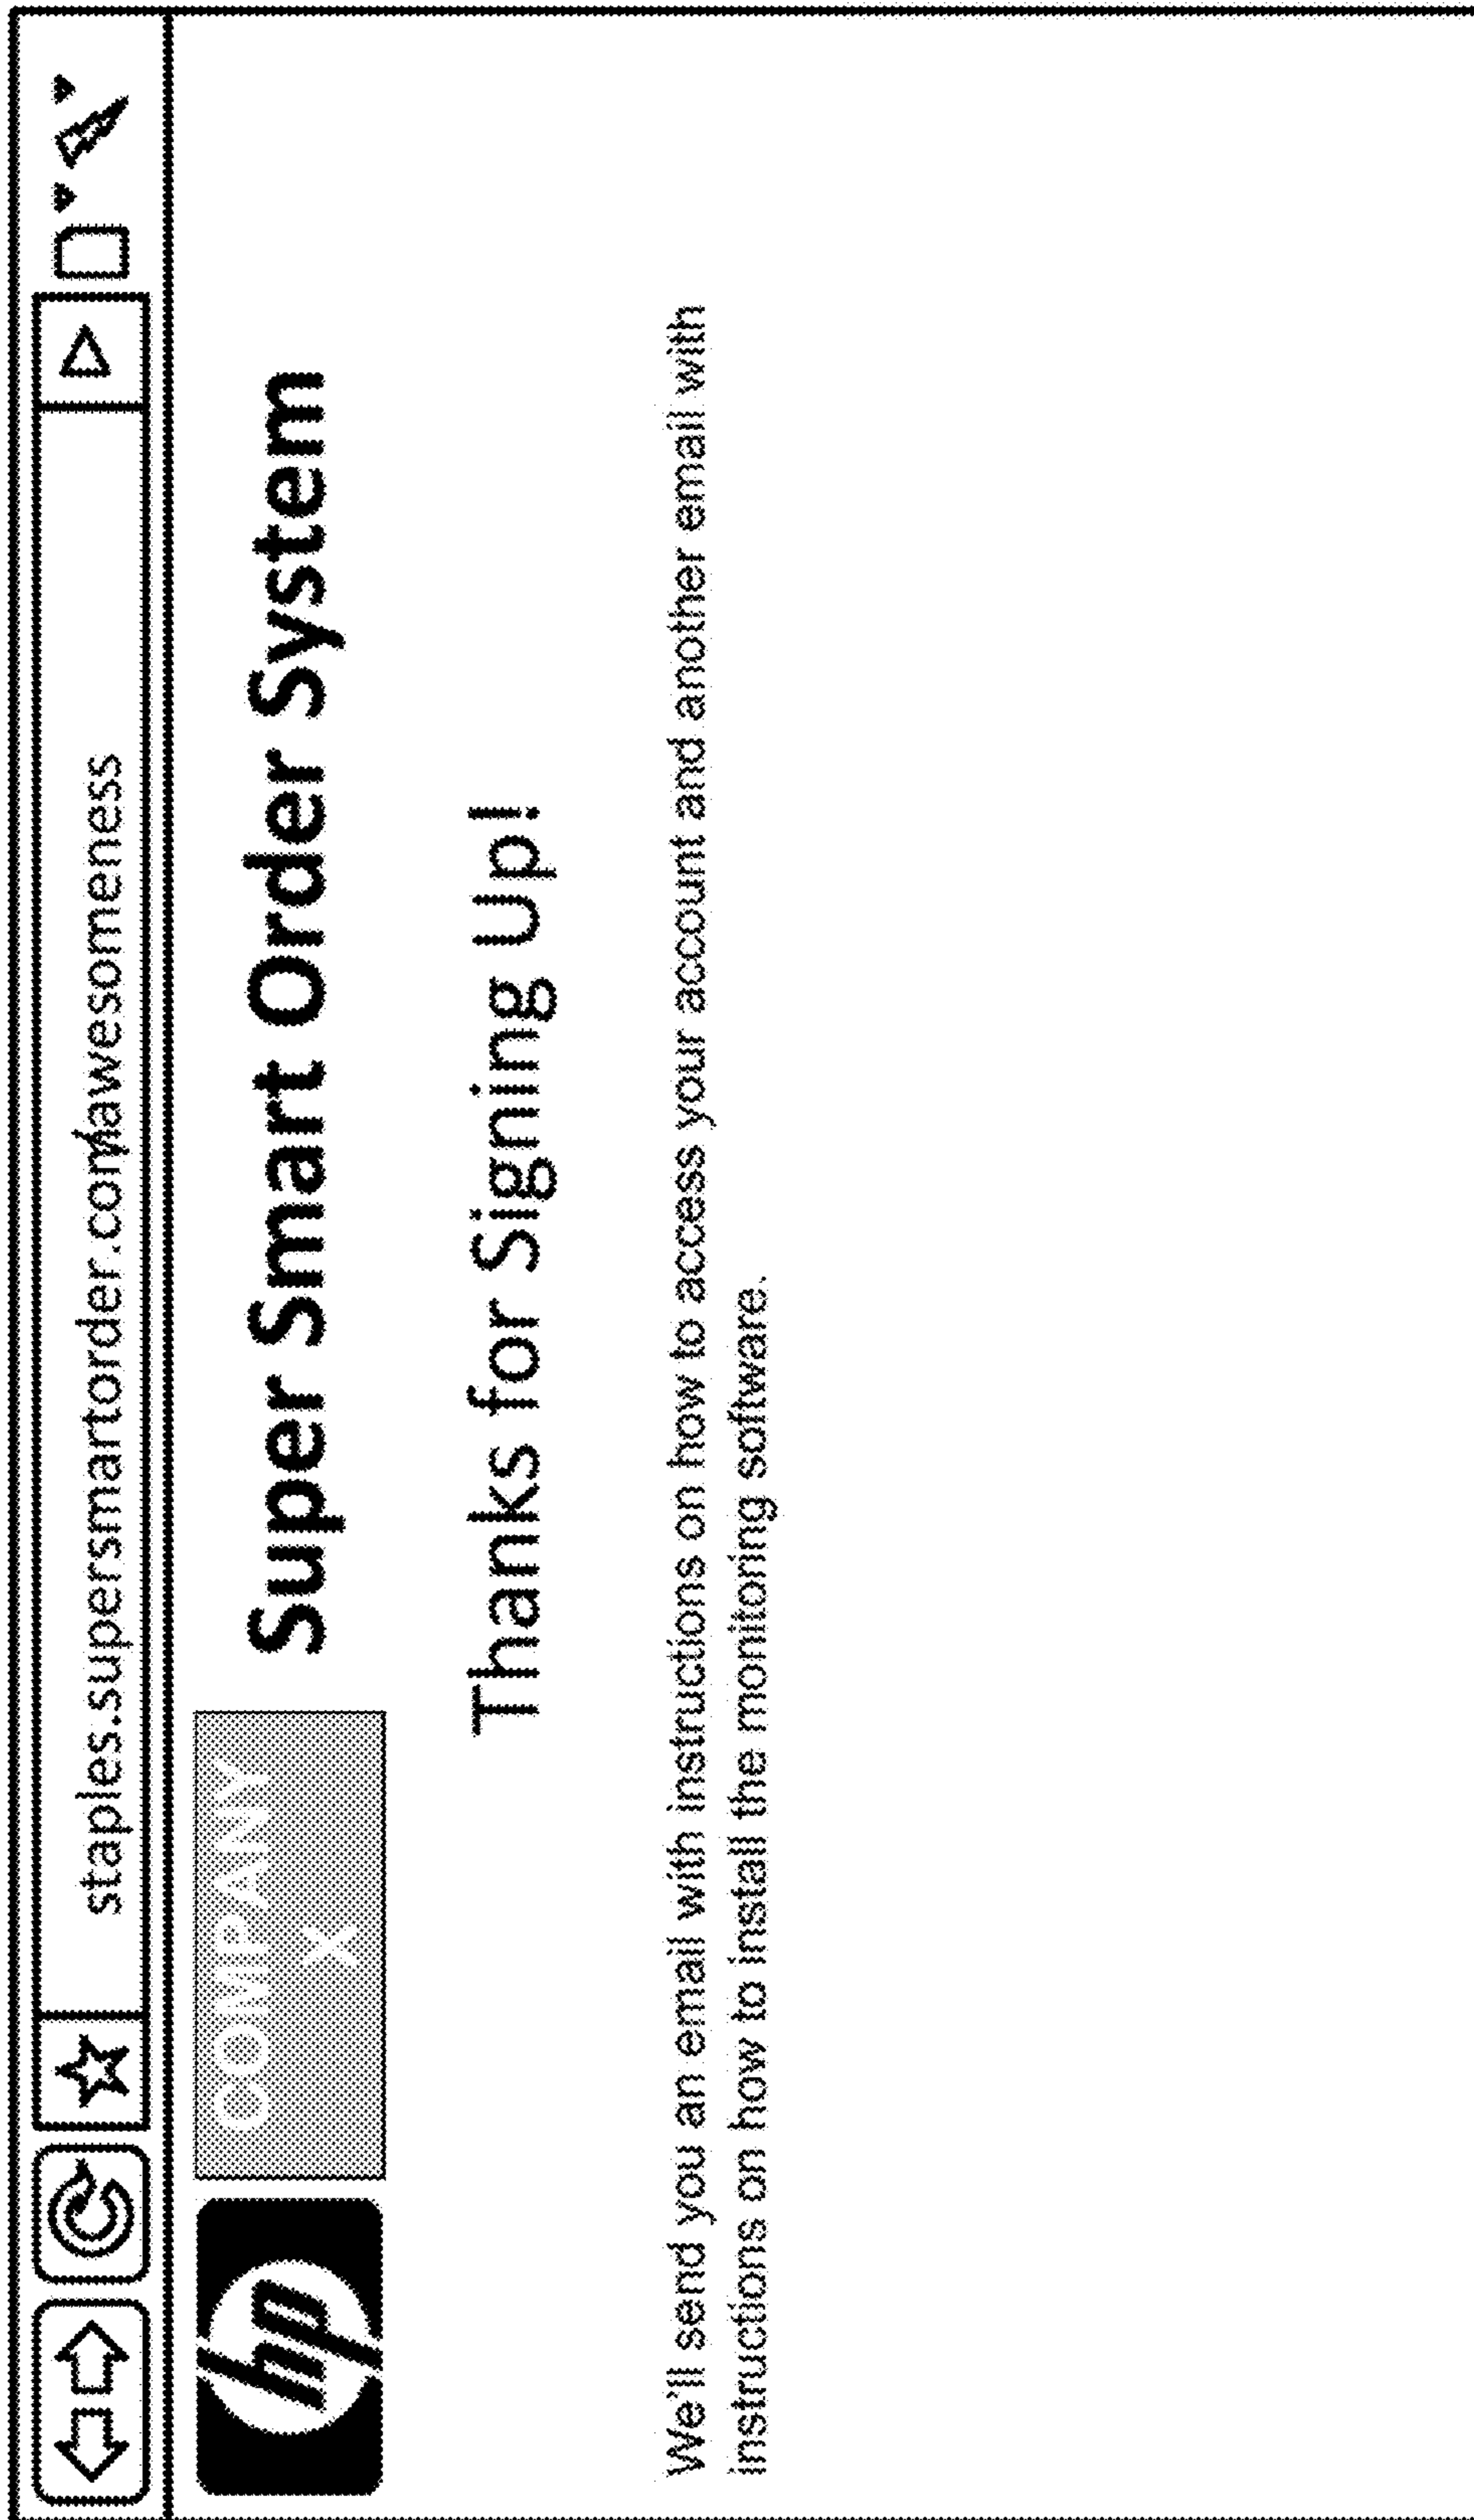 staples.supersmartorder.com/awesomeness
hp
COMPANY
X
Super Smart Order System
Thanks for Signing Up!
We'll send you an email with instructions on how to access your account and another email with
instructions on how to install the monitoring software.